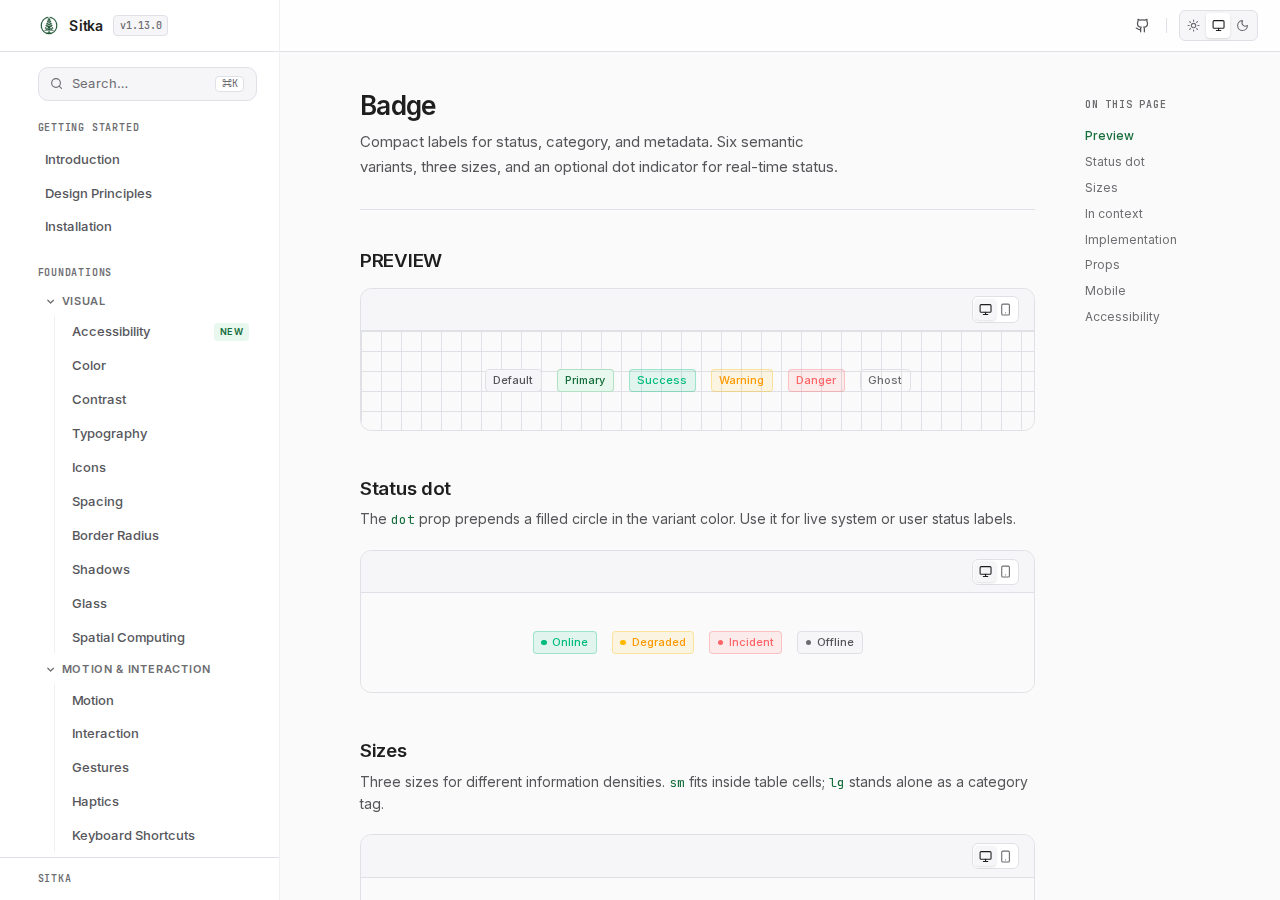 Sitka
v1.13.0
Search...
⌘K
GETTING STARTED
Introduction
Design Principles
Installation
FOUNDATIONS
VISUAL
Accessibility
NEW
Color
Contrast
Typography
Icons
Spacing
Border Radius
Shadows
Glass
Spatial Computing
MOTION & INTERACTION
Motion
Interaction
Gestures
Haptics
Keyboard Shortcuts
SITKA
Badge
Compact labels for status, category, and metadata. Six semantic
variants, three sizes, and an optional dot indicator for real-time status.
PREVIEW
Default
Primary
Success
Warning
Danger
Ghost
Status dot
The dot prop prepends a filled circle in the variant color. Use it for live system or user status labels.
Online
Degraded
Incident
Offline
Sizes
Three sizes for different information densities. sm fits inside table cells; lg stands alone as a category
tag.
ON THIS PAGE
Preview
Status dot
Sizes
In context
Implementation
Props
Mobile
Accessibility